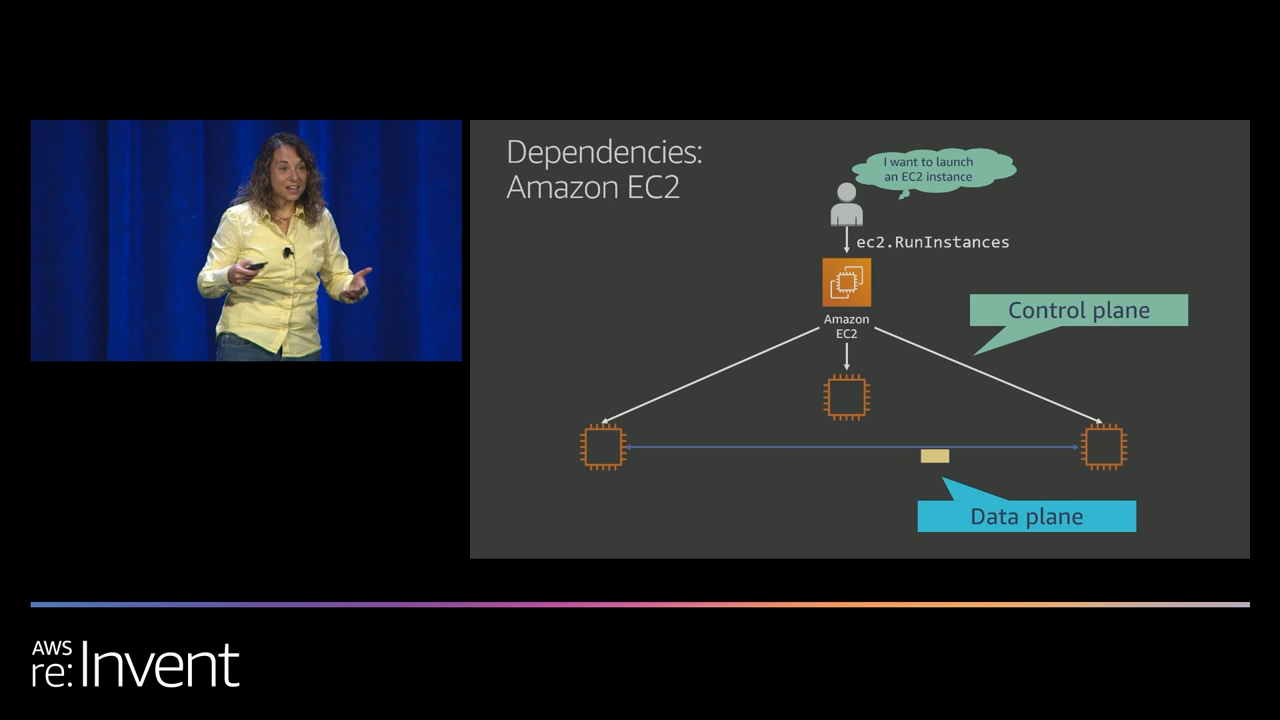 Dependencies:
Amazon EC2
I want to launch
an EC2 instance
ec2.RunInstances
Amazon
EC2
Control plane
Data plane
AWS
re:Invent